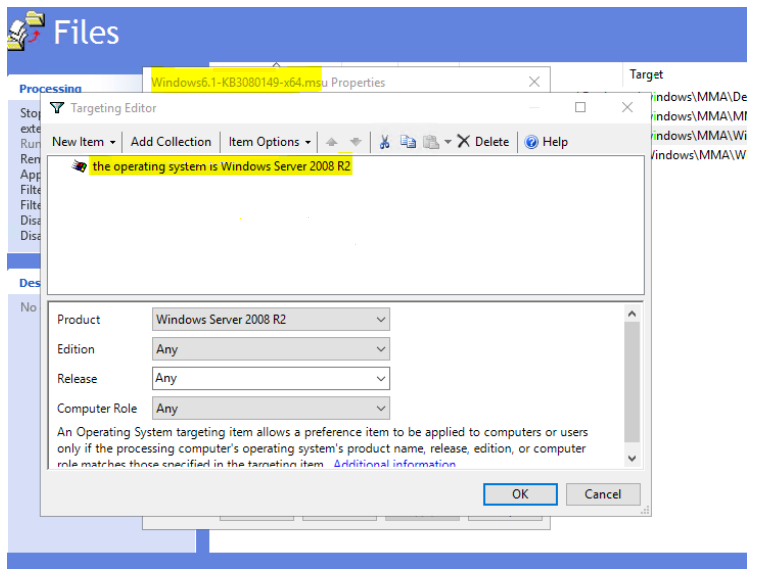 Files
Target
Processing
Windows6.1-KB3080149-x64.msu Properties
Targeting Editor
New Item Add Collection Item Options Delete Help
the operating system is Windows Server 2008 R2
Product Windows Server 2008 R2
Edition Any
Release Any
Computer Role Any
An Operating System targeting item allows a preference item to be applied to computers or users
only if the processing computer's operating system's product name, release, edition, or computer
role matches those specified in the targeting item. Additional information
OK Cancel
indows\MMA\De
indows\MMA\MI
indows\MMA\Wi
indows\MMA\W
Stop
exte
Run
Ren
App
Filte
Filte
Disa
Disa
Des
No